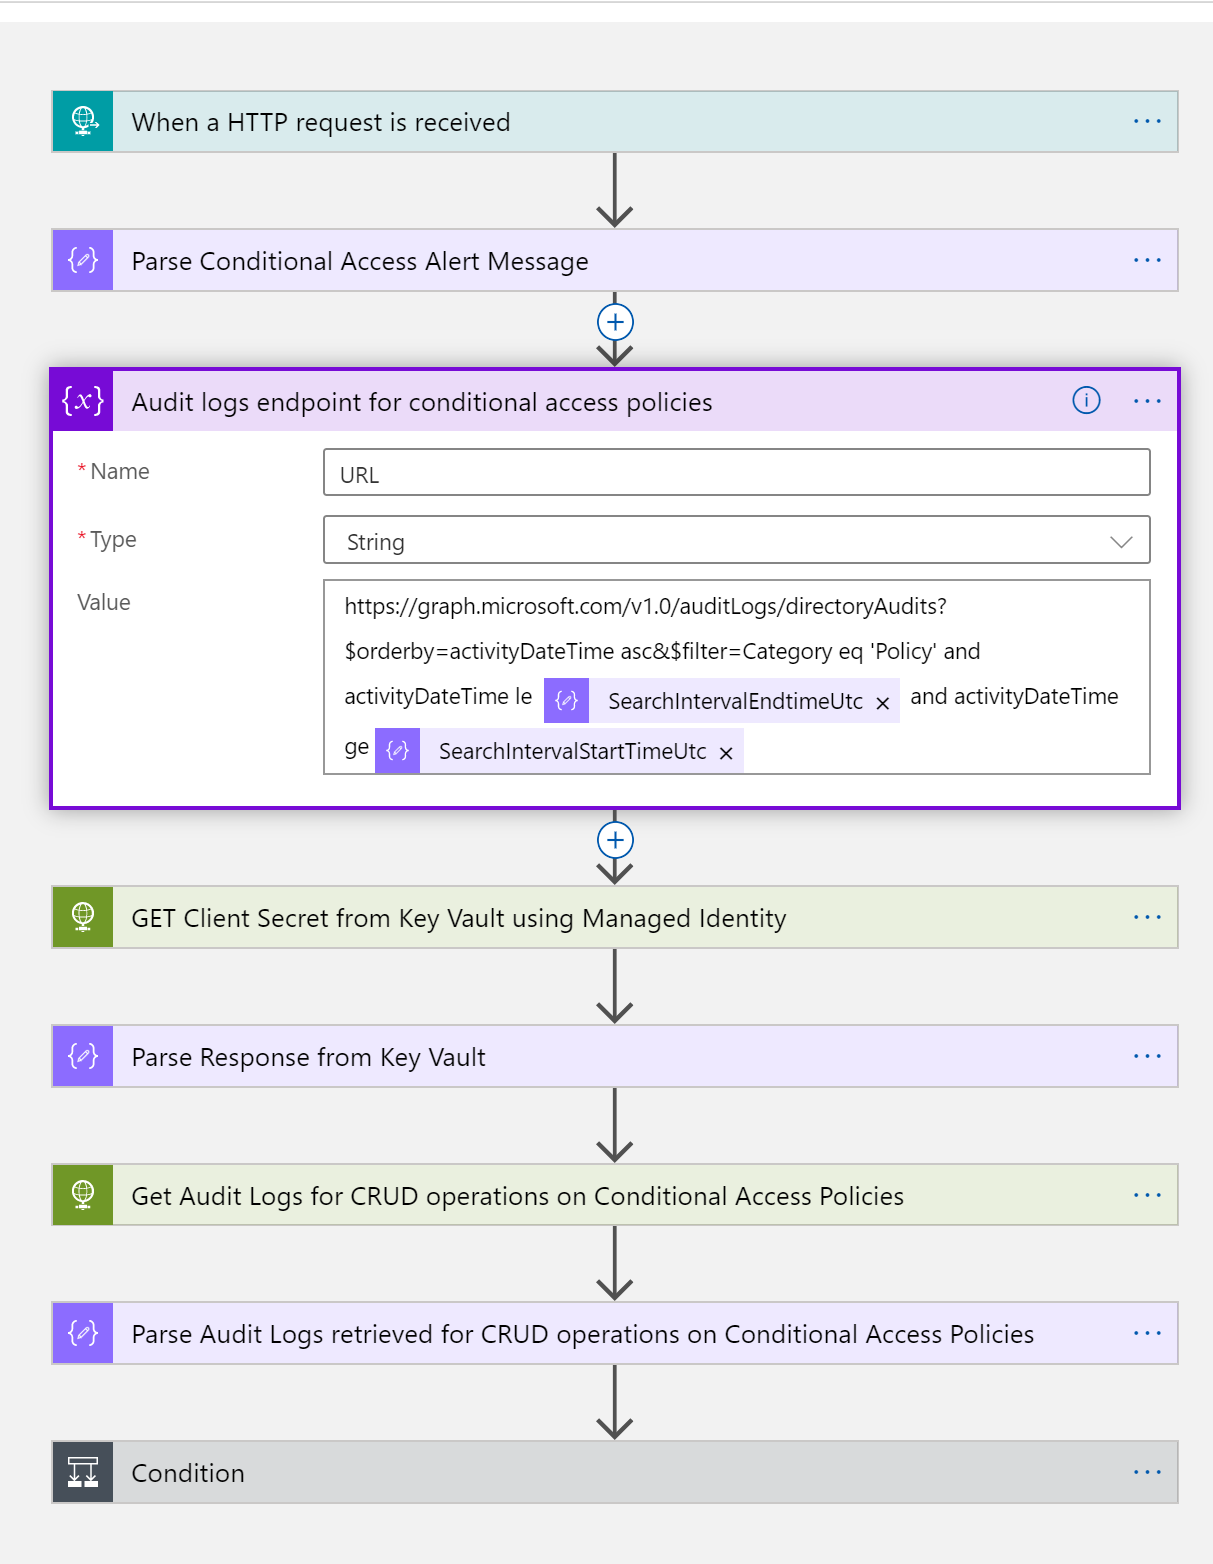 When a HTTP request is received
Parse Conditional Access Alert Message
Audit logs endpoint for conditional access policies
* Name
URL
* Type
String
Value
https://graph.microsoft.com/v1.0/auditLogs/directoryAudits?
$orderby=activityDateTime asc&$filter=Category eq 'Policy' and
activityDateTime le SearchIntervalEndtimeUtc × and activityDateTime
ge SearchIntervalStartTimeUtc ×
GET Client Secret from Key Vault using Managed Identity
Parse Response from Key Vault
Get Audit Logs for CRUD operations on Conditional Access Policies
Parse Audit Logs retrieved for CRUD operations on Conditional Access Policies
Condition